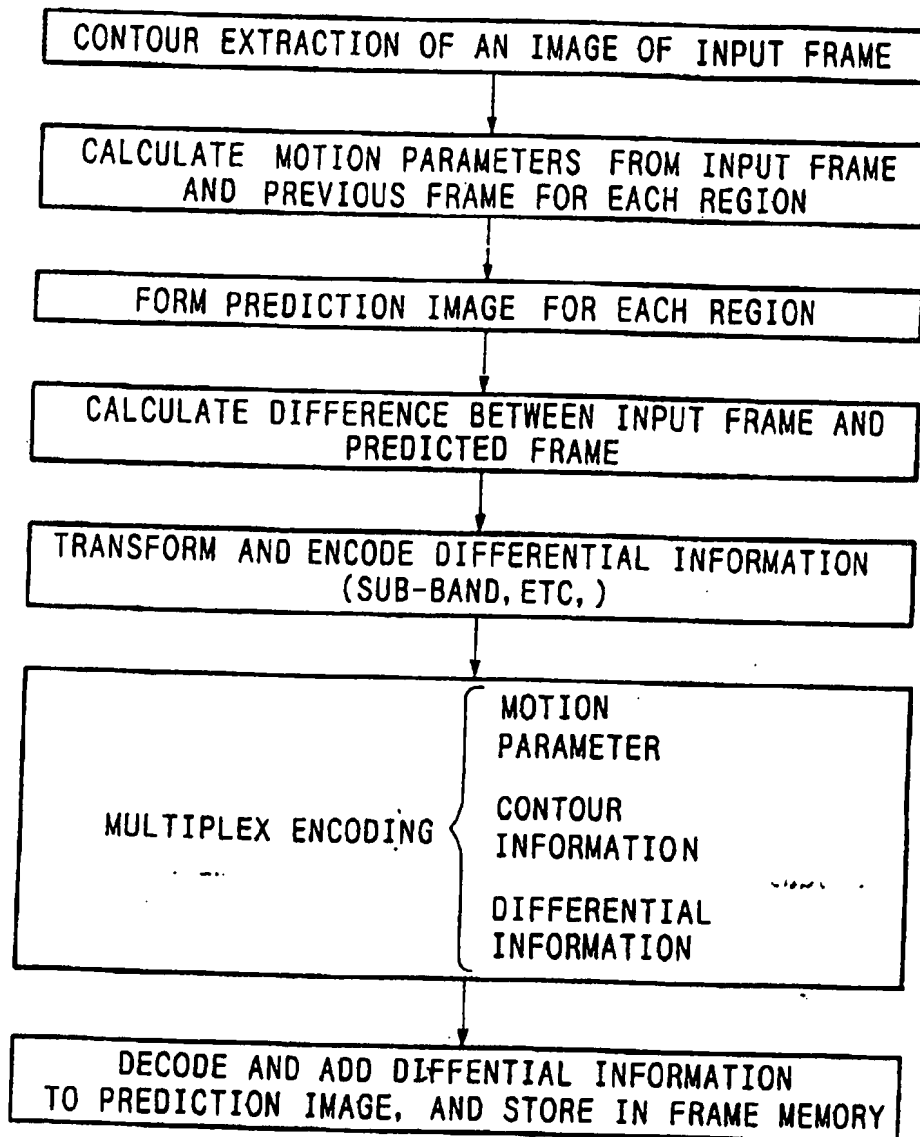 CONTOUR EXTRACTION OF AN IMAGE OF INPUT FRAME
CALCULATE MOTION PARAMETERS FROM INPUT FRAME
AND PREVIOUS FRAME FOR EACH REGION
FORM PREDICTION IMAGE FOR EACH REGION
CALCULATE DIFFERENCE BETWEEN INPUT FRAME AND
PREDICTED FRAME
TRANSFORM AND ENCODE DIFFERENTIAL INFORMATION
(SUB-BAND, ETC,)
MULTIPLEX ENCODING
MOTION
PARAMETER
CONTOUR
INFORMATION
DIFFERENTIAL
INFORMATION
DECODE AND ADD DIFFENTIAL INFORMATION
TO PREDICTION IMAGE, AND STORE IN FRAME MEMORY